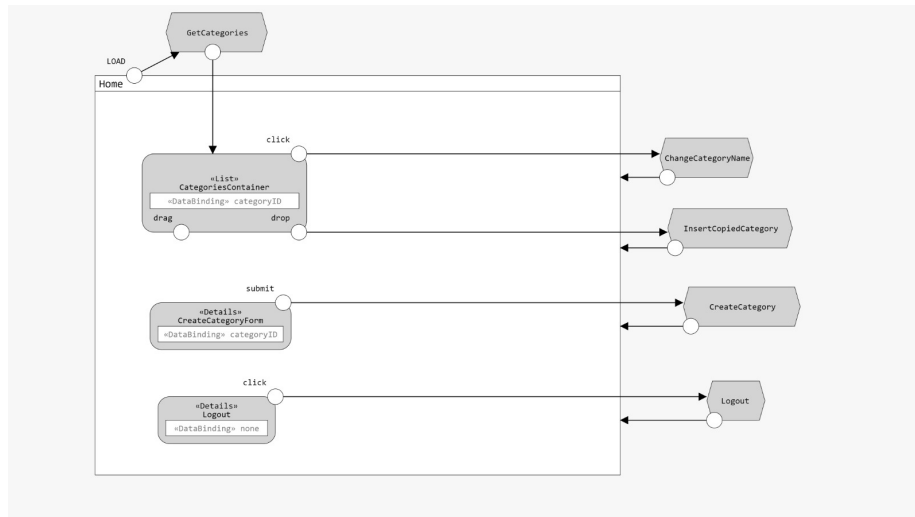 GetCategories
LOAD
Home
click
ChangeCategoryName
«List»
CategoriesContainer
«DataBinding» categoryID
drag
drop
InsertCopiedCategory
submit
«Details»
CreateCategoryForm
«DataBinding» categoryID
CreateCategory
click
«Details»
Logout
«DataBinding» none
Logout